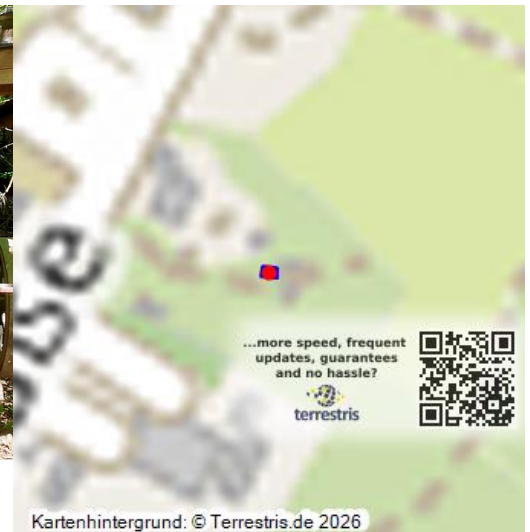 ...more speed, frequent
updates, guarantees
and no hassle?
terrestris
Kartenhintergrund: © Terrestris.de 2026